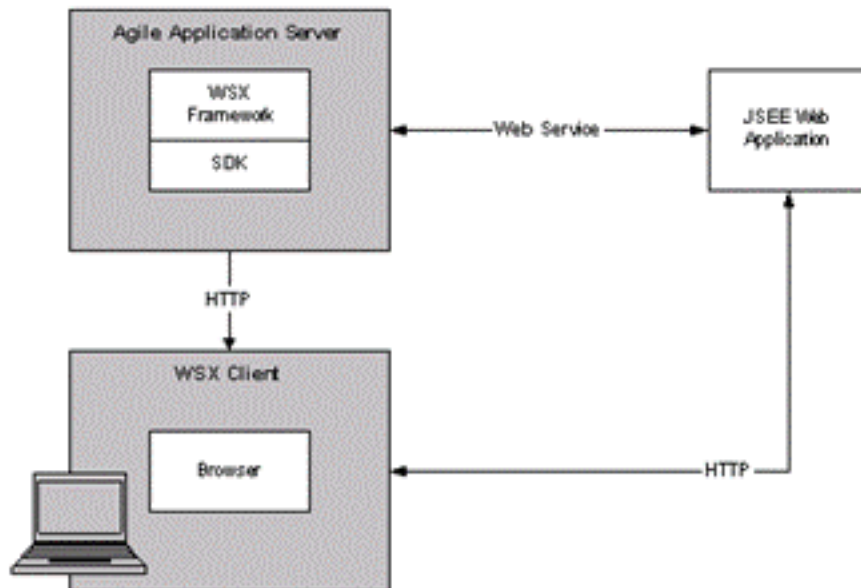 Agile Application Server
WSX
Framework
SDK
Web Service
JSEE Web
Application
HTTP
WSX Client
Browser
HTTP